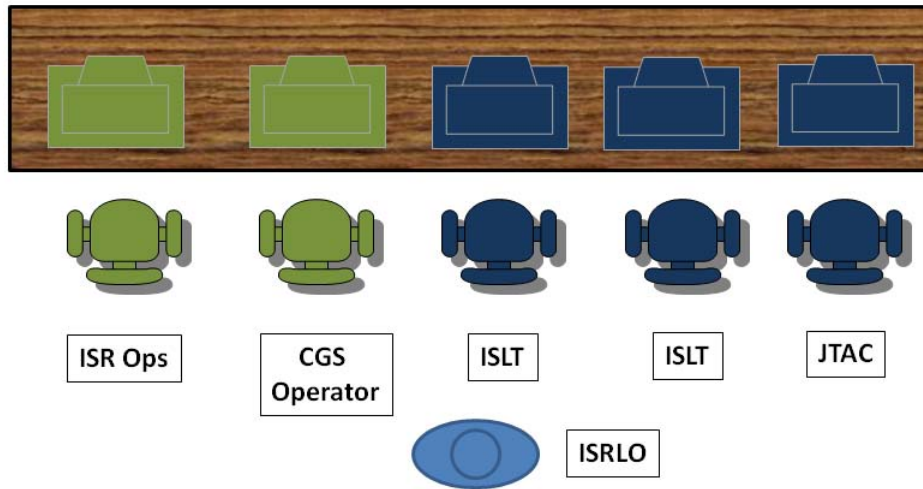 ISR Ops
CGS
Operator
ISLT
ISLT
JTAC
ISRLO